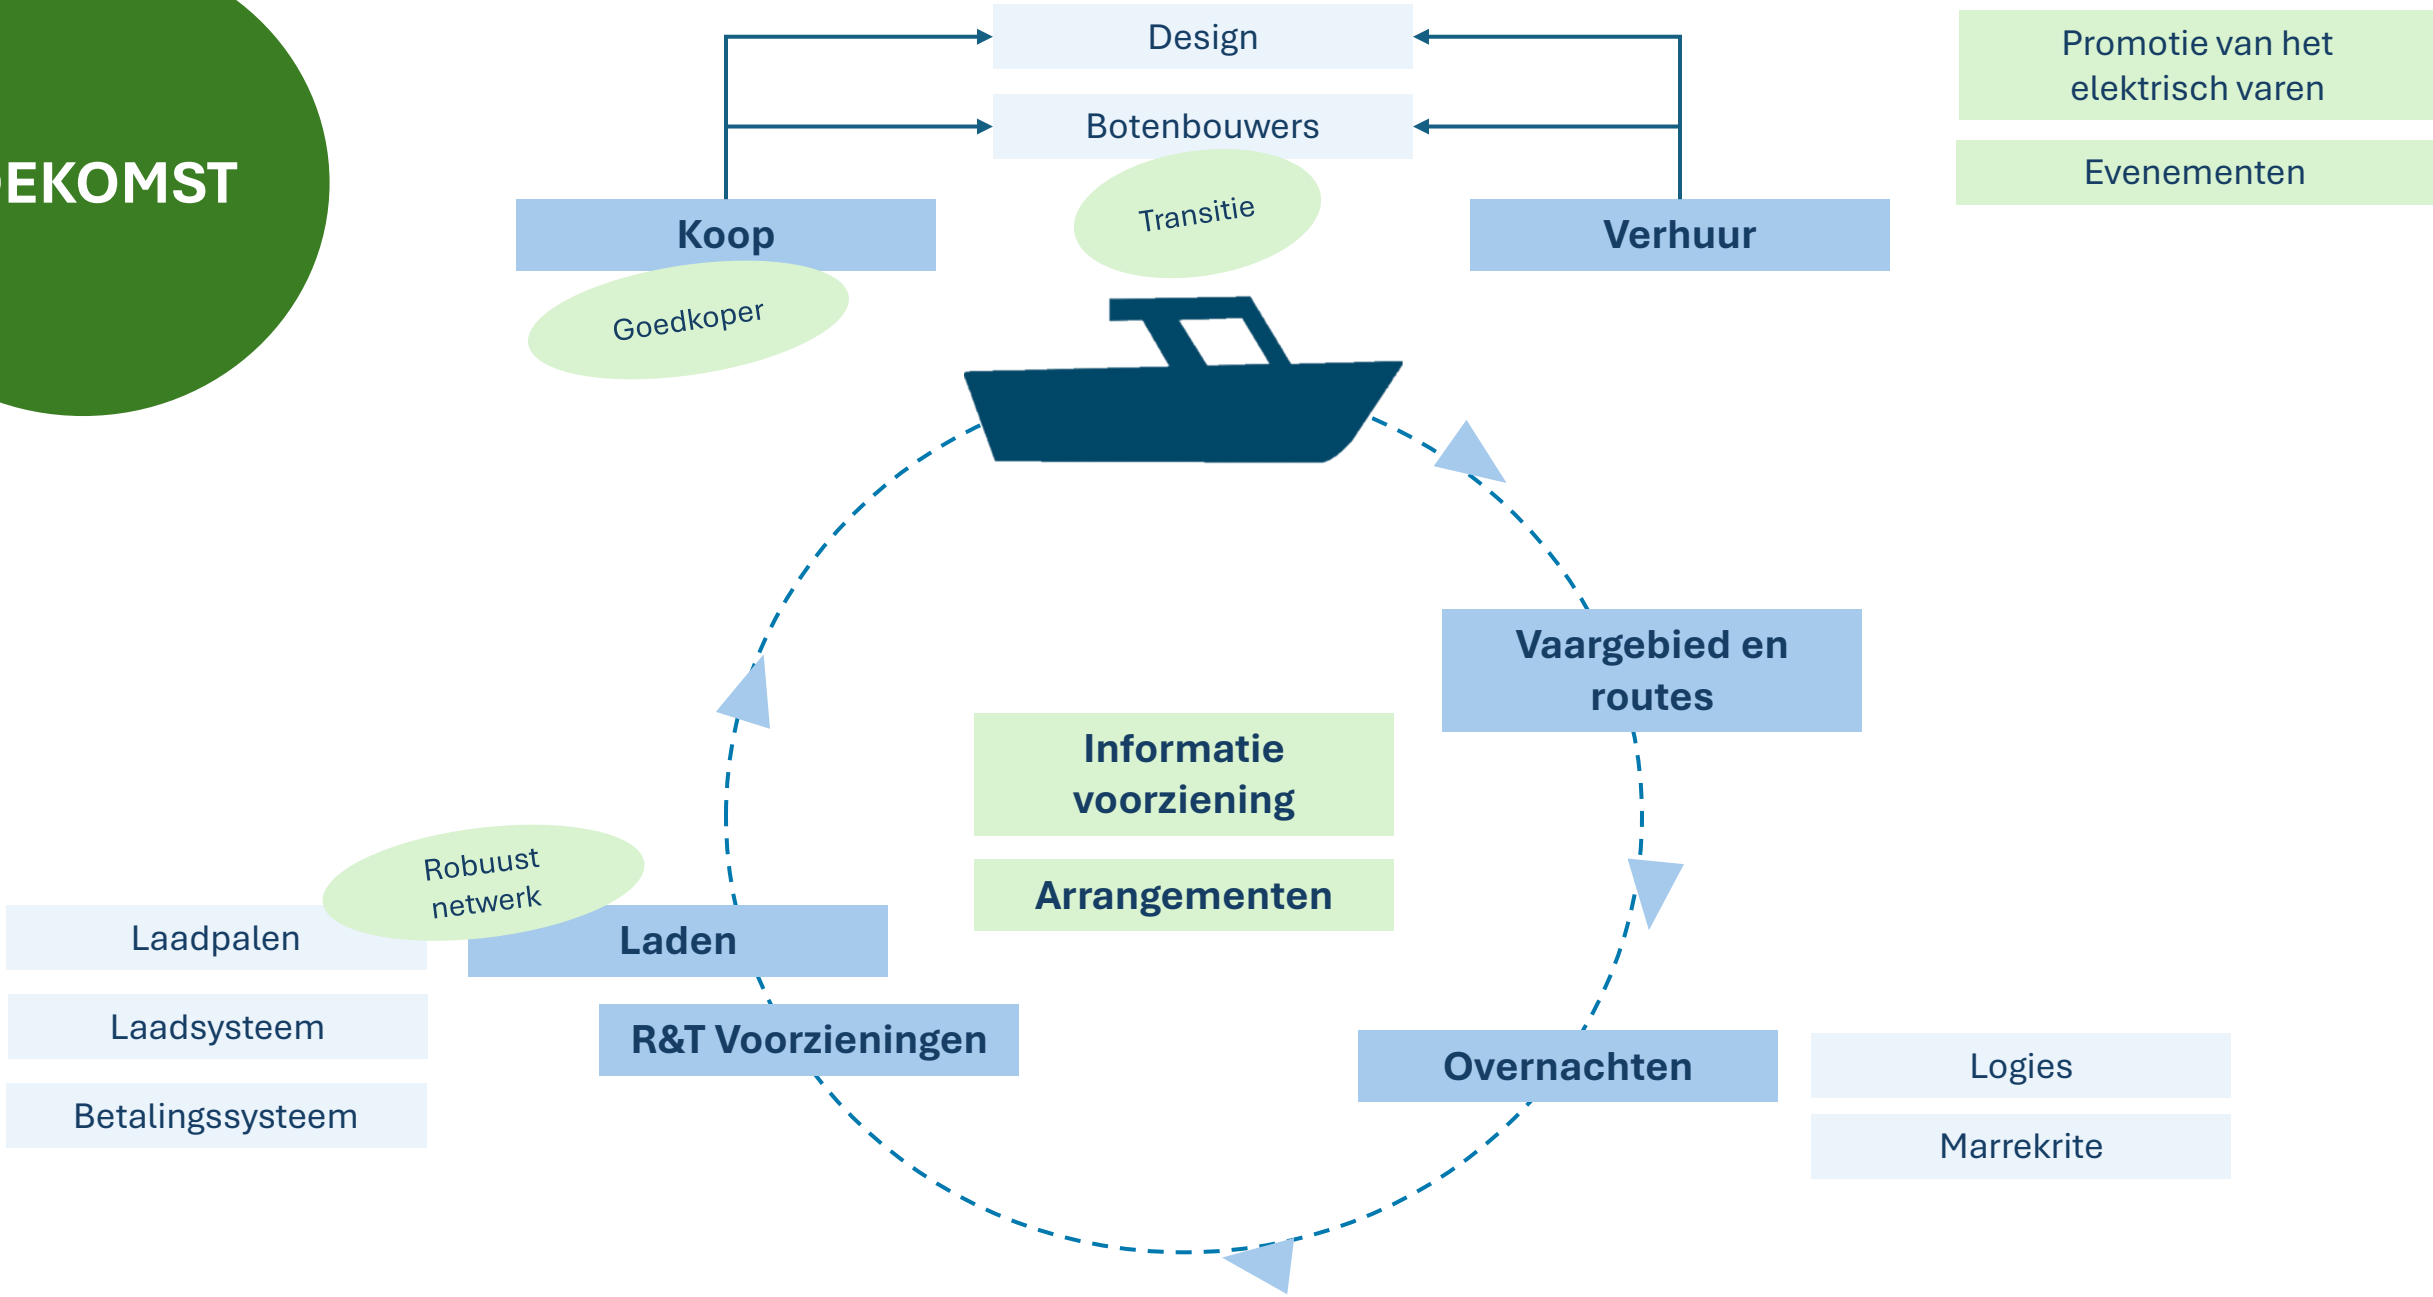 Design
Promotie van het
elektrisch varen
Botenbouwers
Evenementen
EKOMST
Transitie
Koop
Verhuur
Goedkoper
Vaargebied en
routes
Informatie
voorziening
Robuust
netwerk
Arrangementen
Laadpalen
Laden
Laadsysteem
R&T Voorzieningen
Overnachten
Logies
Betalingssysteem
Marrekrite